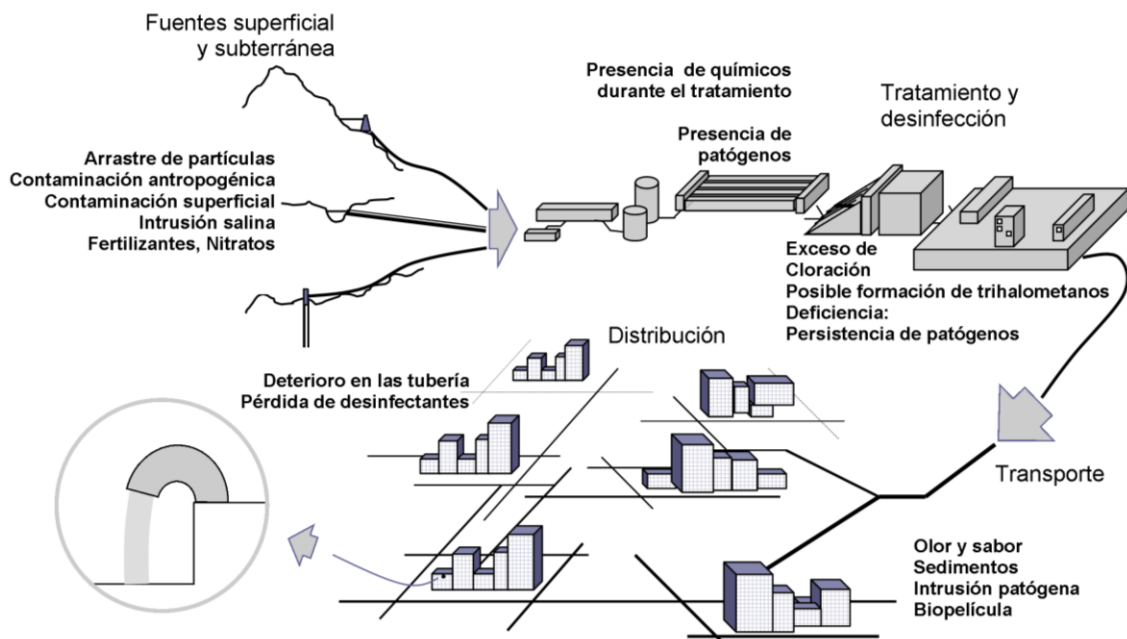 Fuentes superficial
y subterránea
Arrastre de partículas
Contaminación antropogénica
Contaminación superficial
Intrusión salina
Fertilizantes, Nitratos
Presencia de químicos
durante el tratamiento
Presencia de
patógenos
Tratamiento y
desinfección
Exceso de
Cloración
Posible formación de trihalometanos
Deficiencia:
Persistencia de patógenos
Distribución
Deterioro en las tubería
Pérdida de desinfectantes
Transporte
Olor y sabor
Sedimentos
Intrusión patógena
Biopelícula